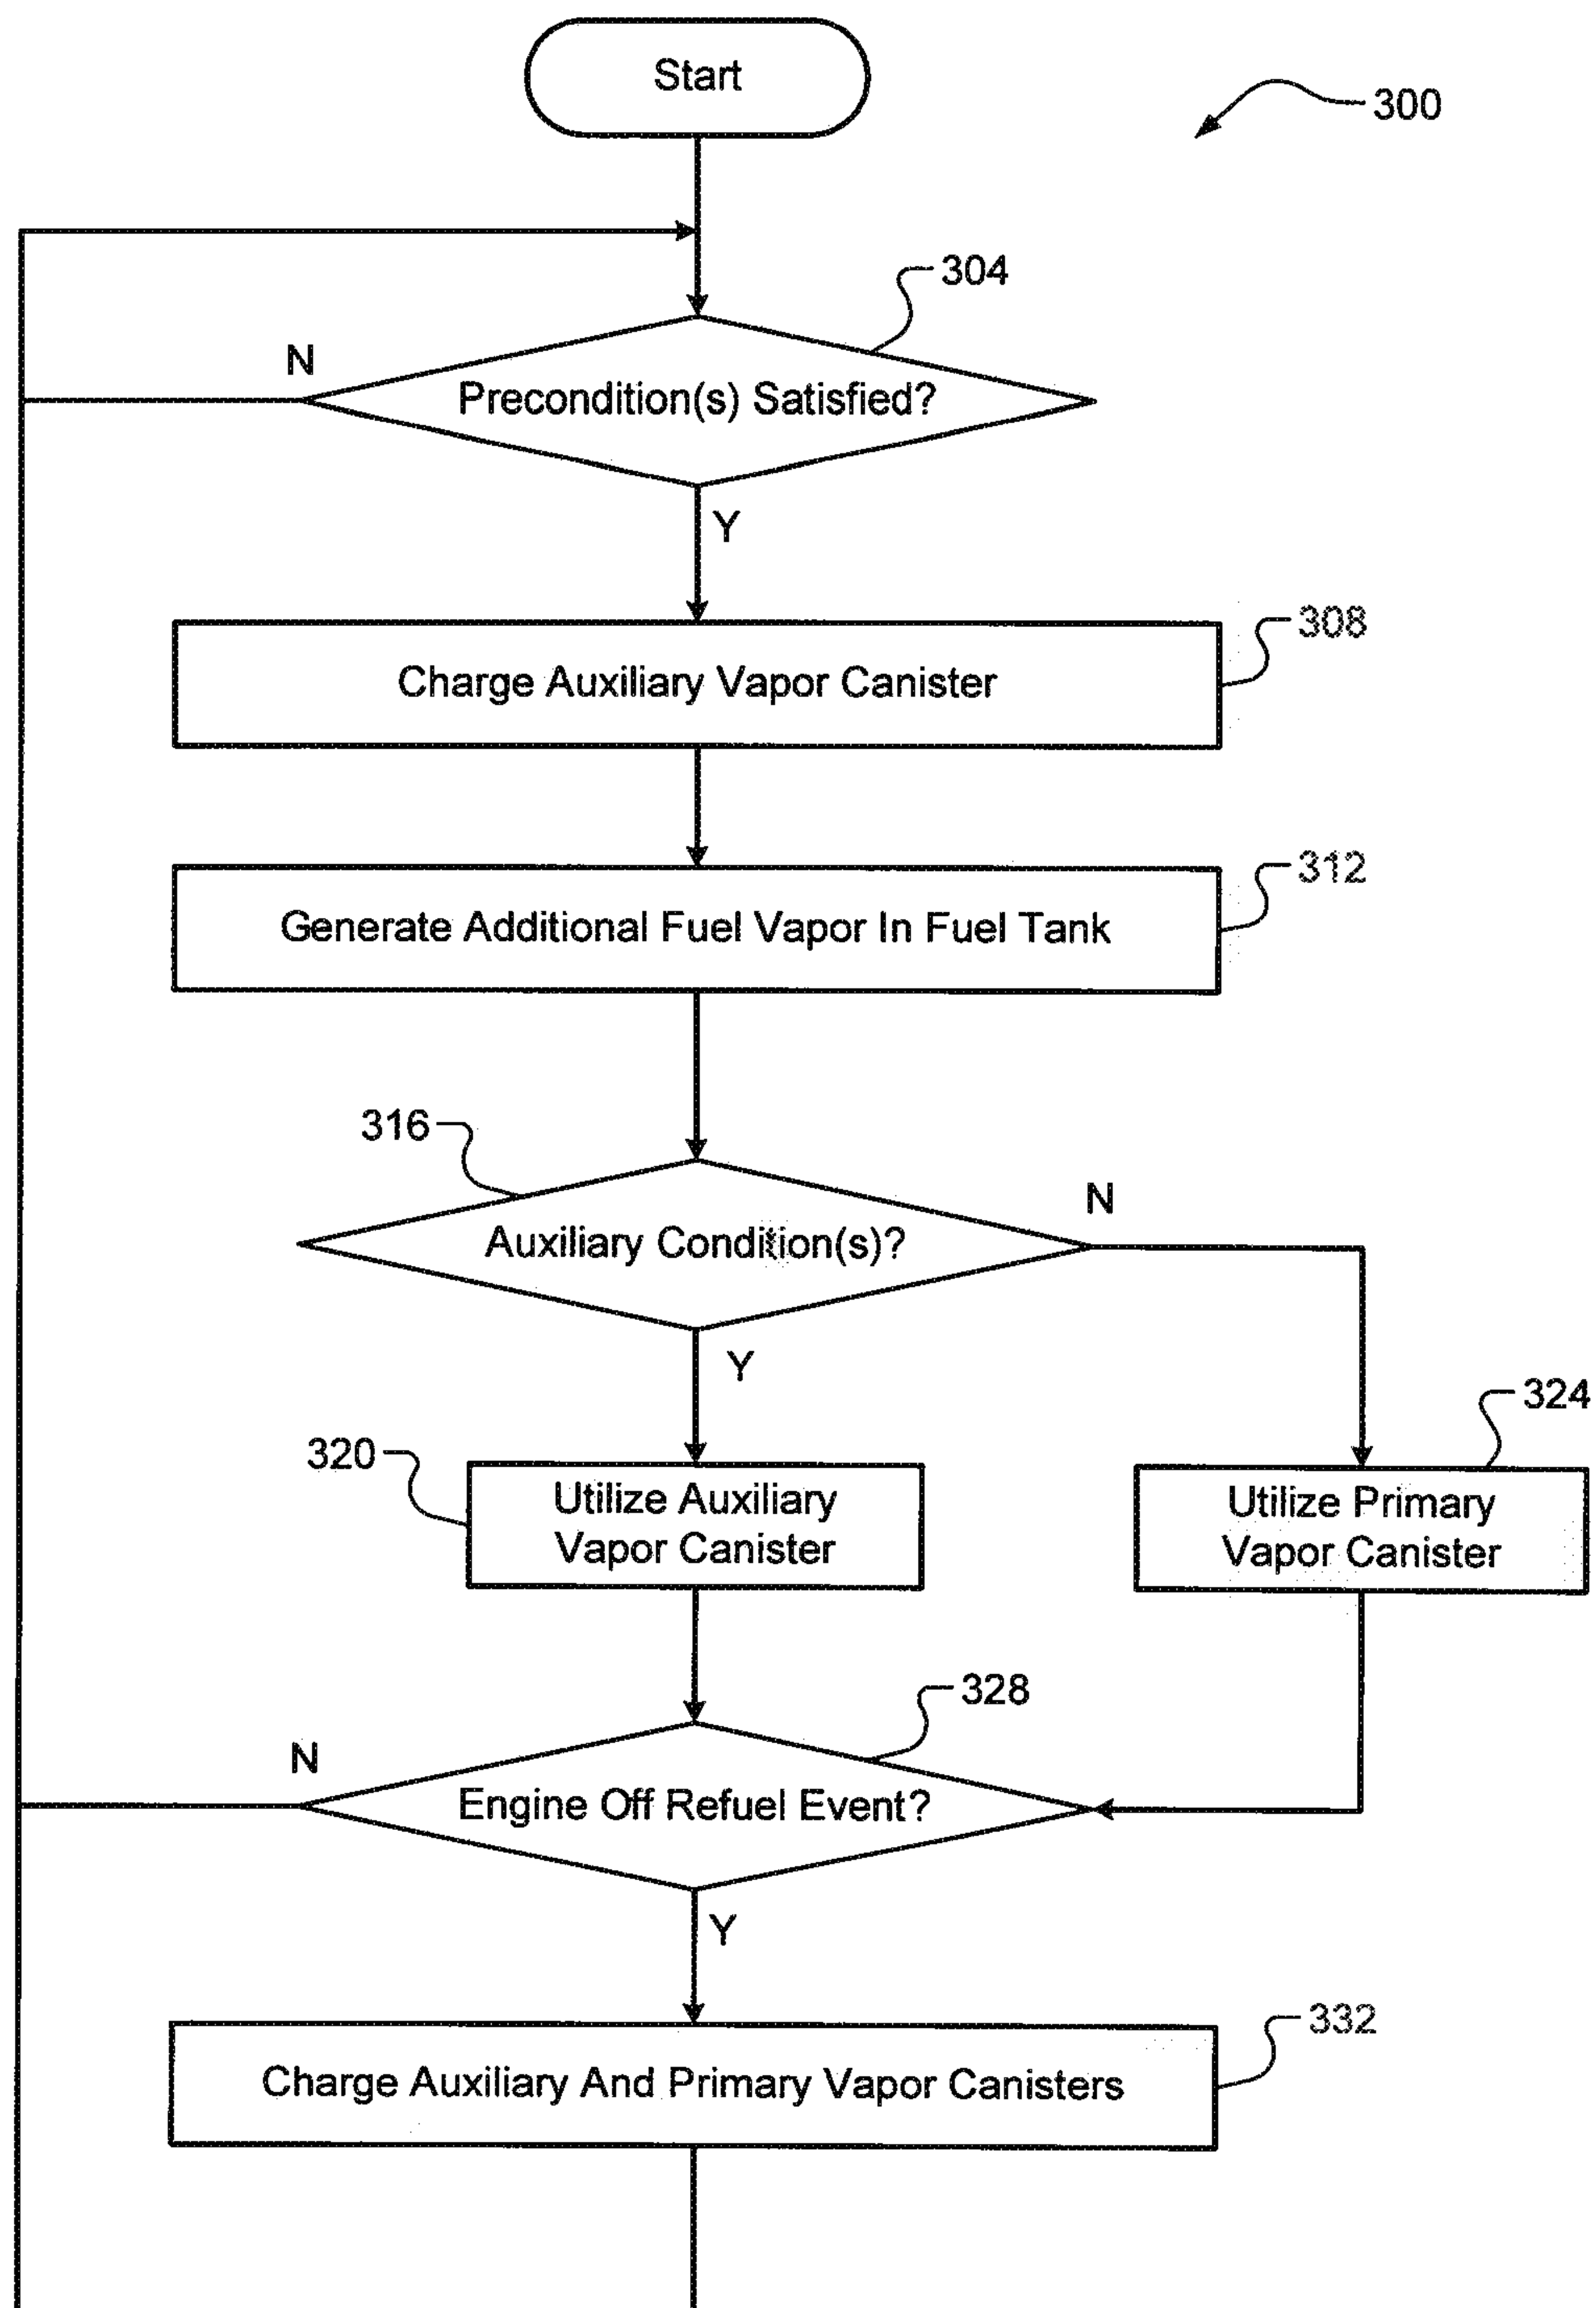 Start
300
304
N
Precondition(s) Satisfied?
Y
308
Charge Auxiliary Vapor Canister
312
Generate Additional Fuel Vapor In Fuel Tank
316
N
Auxiliary Condition(s)?
Y
324
320
Utilize Auxiliary
Vapor Canister
Utilize Primary
Vapor Canister
328
N
Engine Off Refuel Event?
Y
332
Charge Auxiliary And Primary Vapor Canisters